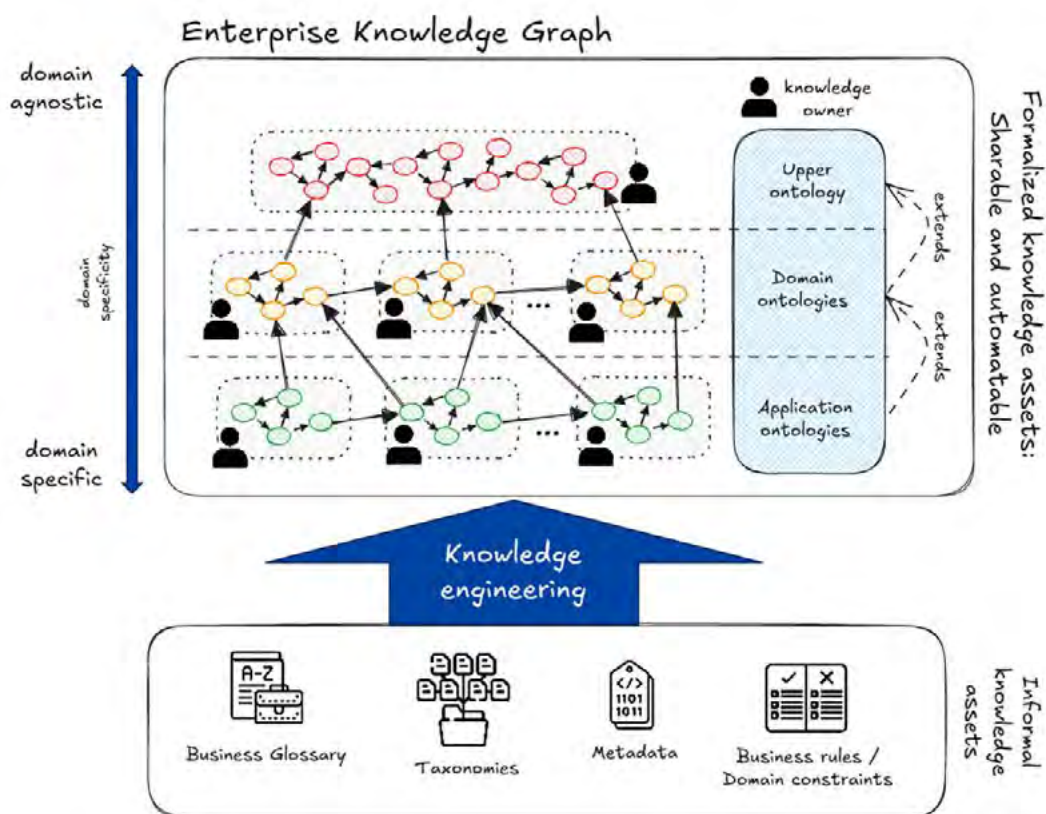 Enterprise Knowledge Graph
domain
agnostic
domain
specificity
domain
specific
knowledge
owner
Upper
ontology
extends
Domain
ontologies
extends
Application
ontologies
...
...
Formalized knowledge assets:
Sharable and automatable
Knowledge
engineering
A-Z
</>
1101
1011
Business Glossary
Taxonomies
Metadata
Business rules /
Domain constraints
Informal
knowledge
assets